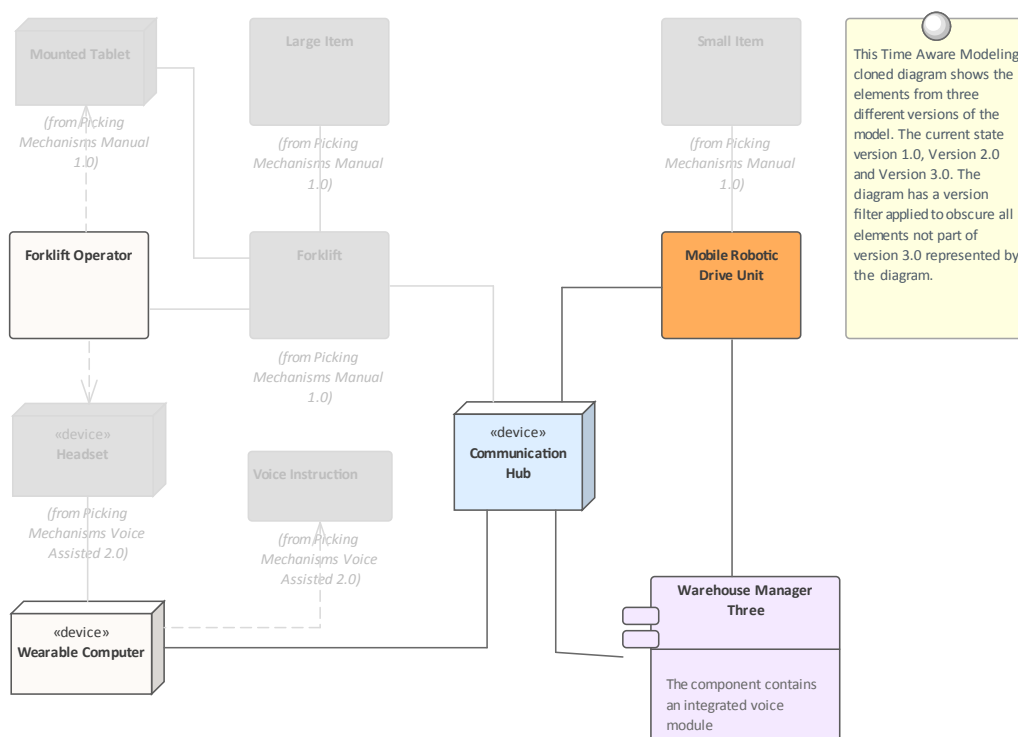 Mounted Tablet
(from Picking
Mechanisms Manual
1.0)
Large Item
(from Picking
Mechanisms Manual
1.0)
Small Item
(from Picking
Mechanisms Manual
1.0)
This Time Aware Modeling
cloned diagram shows the
elements from three
different versions of the
model. The current state
version 1.0, Version 2.0
and Version 3.0. The
diagram has a version
filter applied to obscure all
elements not part of
version 3.0 represented by
the diagram.
Forklift Operator
Forklift
(from Picking
Mechanisms Manual
1.0)
Mobile Robotic
Drive Unit
«device»
Headset
(from Picking
Mechanisms Voice
Assisted 2.0)
Voice Instruction
(from Picking
Mechanisms Voice
Assisted 2.0)
«device»
Communication
Hub
«device»
Wearable Computer
Warehouse Manager
Three
The component contains
an integrated voice
module